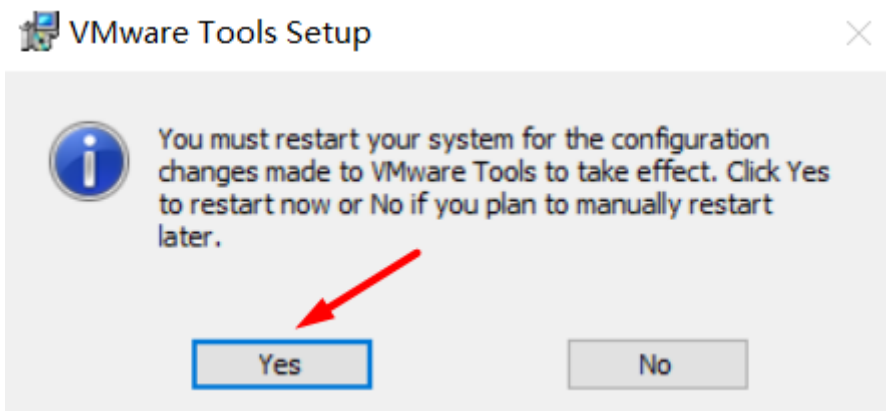 VMware Tools Setup
You must restart your system for the configuration
changes made to VMware Tools to take effect. Click Yes
to restart now or No if you plan to manually restart
later.
Yes
No